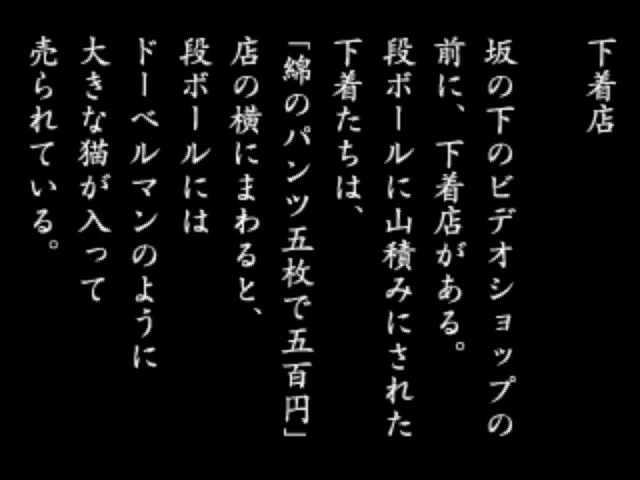 下着店
坂の下のビデオショップの
前に、下着店がある。
段ボールに山積みにされた
下着たちは、
「綿のパンツ五枚で五百円」
店の横にまわると、
段ボールには
ドーベルマンのように
大きな猫が入って
売られている。